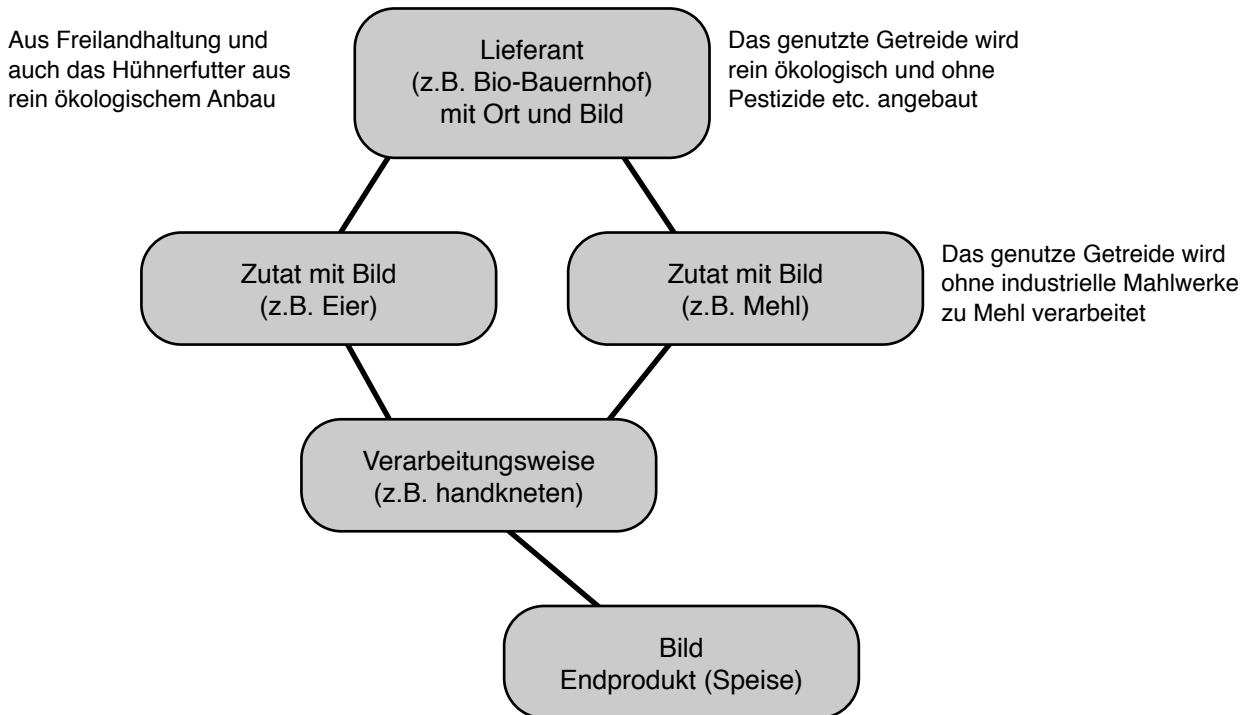 Aus Freilandhaltung und
auch das Hühnerfutter aus
rein ökologischem Anbau
Lieferant
(z.B. Bio-Bauernhof)
mit Ort und Bild
Das genutzte Getreide wird
rein ökologisch und ohne
Pestizide etc. angebaut
Zutat mit Bild
(z.B. Eier)
Zutat mit Bild
(z.B. Mehl)
Das genutze Getreide wird
ohne industrielle Mahlwerke
zu Mehl verarbeitet
Verarbeitungsweise
(z.B. handkneten)
Bild
Endprodukt (Speise)